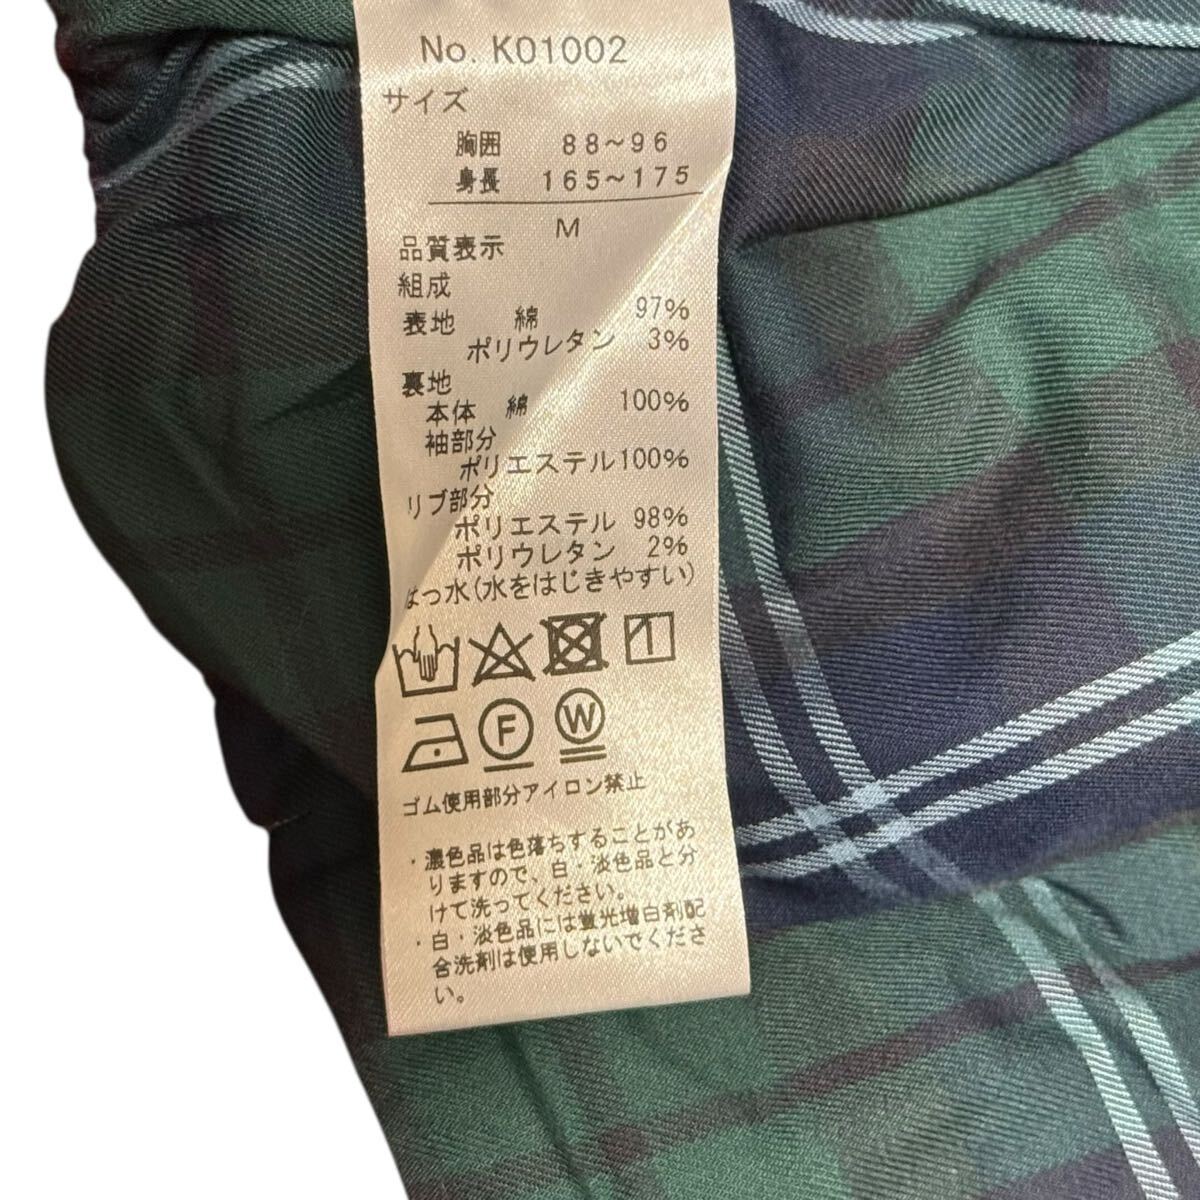 No. K01002
サイズ
胸囲 88~96
身長 165~175
M
品質表示
組成
表地 綿 97%
ポリウレタン 3%
裏地
本体 綿 100%
袖部分
ポリエステル100%
リブ部分
ポリエステル 98%
ポリウレタン 2%
はっ水(水をはじきやすい)
F W
ゴム使用部分アイロン禁止
・濃色品は色落ちすることがあ
りますので、白・淡色品と分
けて洗ってください。
・白・淡色品には蛍光増白剤配
合洗剤は使用しないでくださ
い。